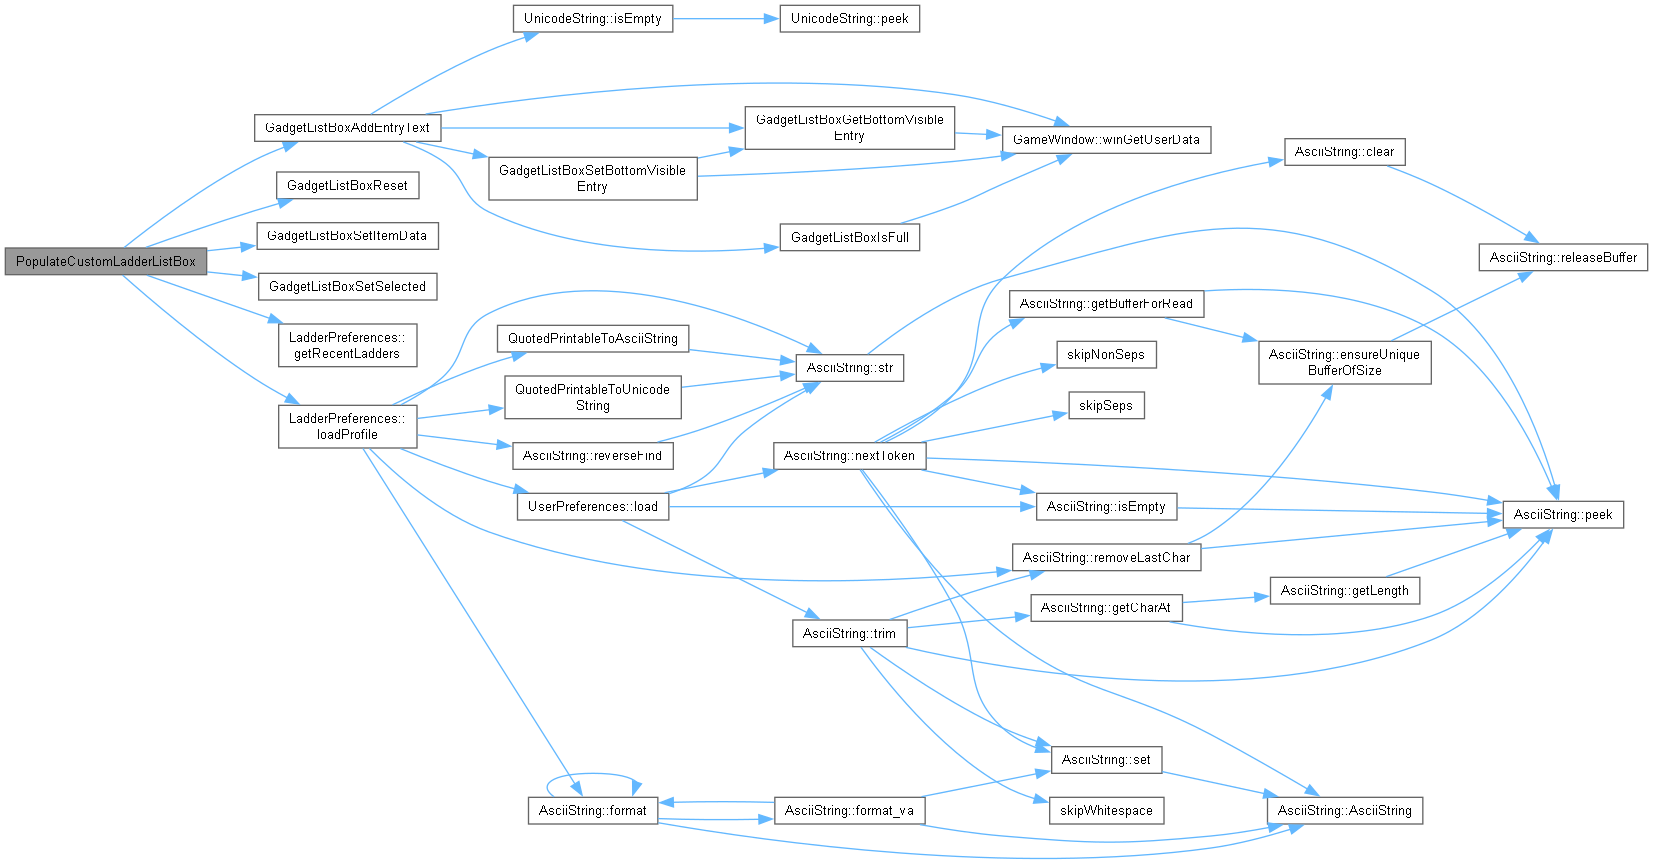 UnicodeString::isEmpty
UnicodeString::peek
GadgetListBoxAddEntryText
GadgetListBoxGetBottomVisible
Entry
GameWindow::winGetUserData
AsciiString::clear
GadgetListBoxSetBottomVisible
Entry
GadgetListBoxReset
GadgetListBoxSetItemData
GadgetListBoxIsFull
PopulateCustomLadderListBox
AsciiString::releaseBuffer
GadgetListBoxSetSelected
AsciiString::getBufferForRead
LadderPreferences::
getRecentLadders
QuotedPrintableToAsciiString
skipNonSeps
AsciiString::ensureUnique
BufferOfSize
AsciiString::str
QuotedPrintableToUnicode
String
skipSeps
LadderPreferences::
loadProfile
AsciiString::reverseFind
AsciiString::nextToken
UserPreferences::load
AsciiString::isEmpty
AsciiString::peek
AsciiString::removeLastChar
AsciiString::getLength
AsciiString::getCharAt
AsciiString::trim
AsciiString::set
AsciiString::format
AsciiString::format_va
skipWhitespace
AsciiString::AsciiString